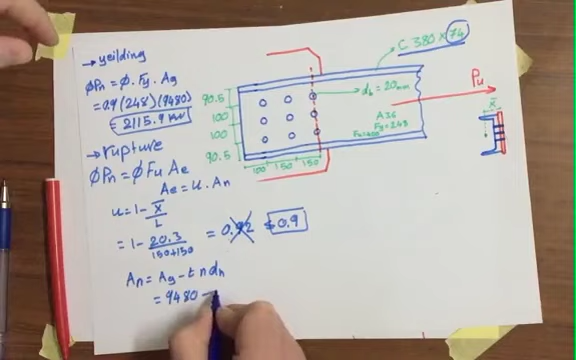 → yeilding
ΦPn = Φ. Fy. Ag
= 0.9 (248) (9480)
= 2115.9 kN
→ rupture
ΦPn = Φ Fu Ae
Ae = U. An
U = 1 - x̄/L
= 1 - 20.3/150+150 = 0.92 ≤ 0.9
An = Ag - t n dh
= 9480 -
C 380 x 74
90.5
100
100
90.5
100 150 150
db = 20mm
A36
Fy = 248
Fu = 400
Pu
x̄